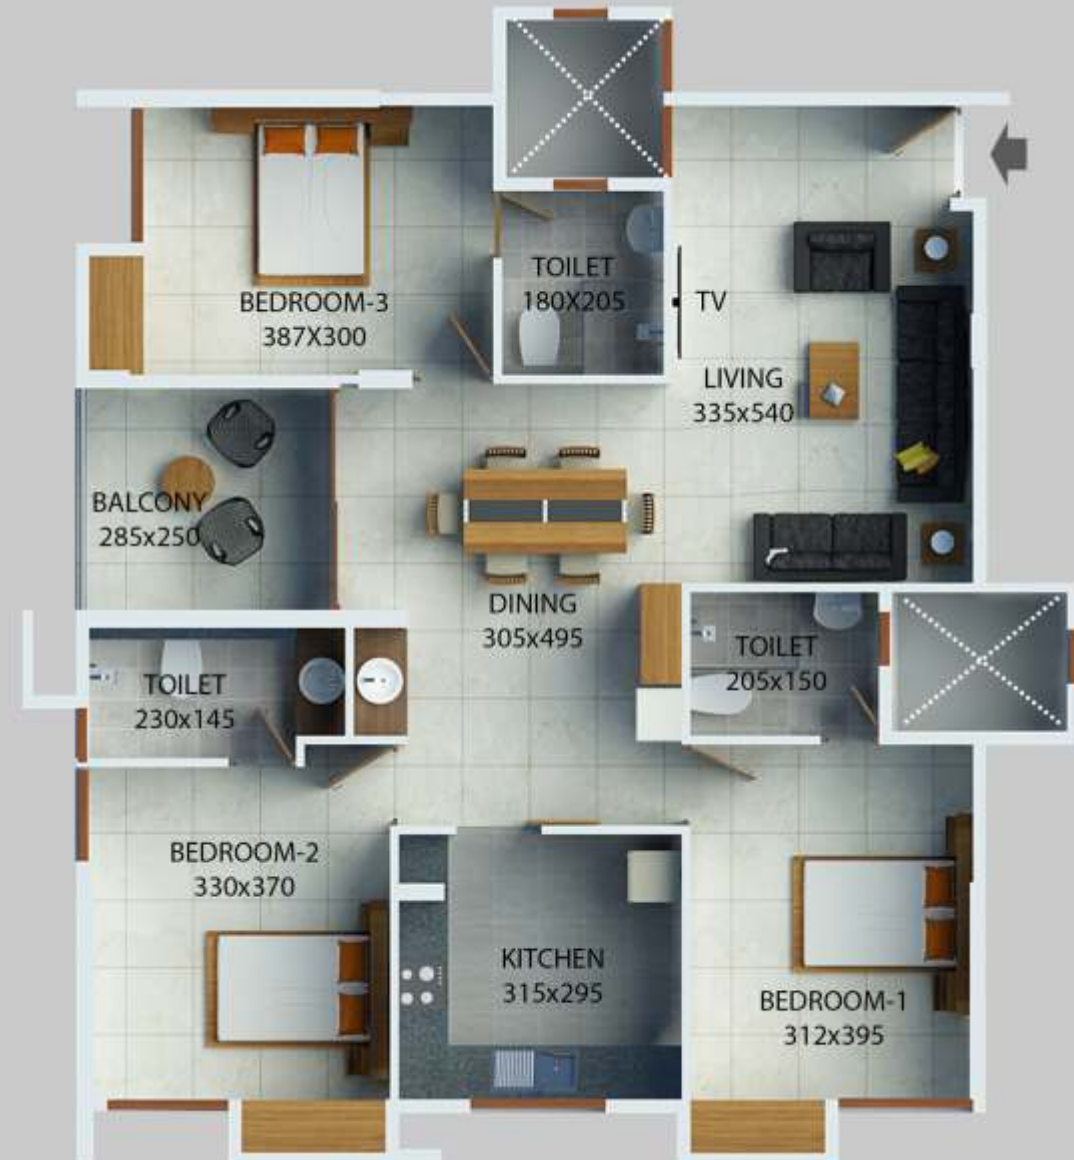 TOILET
180X205
BEDROOM-3
387X300
TV
LIVING
335x540
BALCONY
285x250
DINING
305x495
TOILET
205x150
TOILET
230x145
BEDROOM-2
330x370
KITCHEN
315x295
BEDROOM-1
312x395